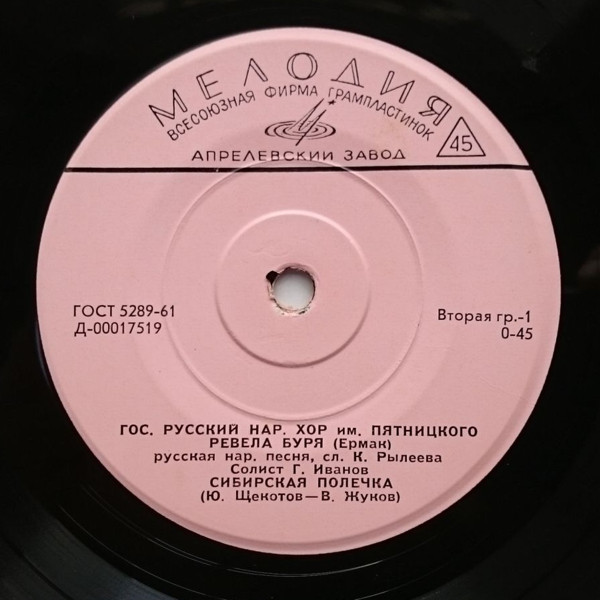 МЕЛОДИЯ
ВСЕСОЮЗНАЯ ФИРМА ГРАМПЛАСТИНОК
45
АПРЕЛЕВСКИЙ ЗАВОД
ГОСТ 5289-61
Д-00017519
Вторая гр.-1
0-45
ГОС. РУССКИЙ НАР. ХОР им. ПЯТНИЦКОГО
РЕВЕЛА БУРЯ (Ермак)
русская нар. песня, сл. К. Рылеева
Солист Г. Иванов
СИБИРСКАЯ ПОЛЕЧКА
(Ю. Щекотов—В. Жуков)